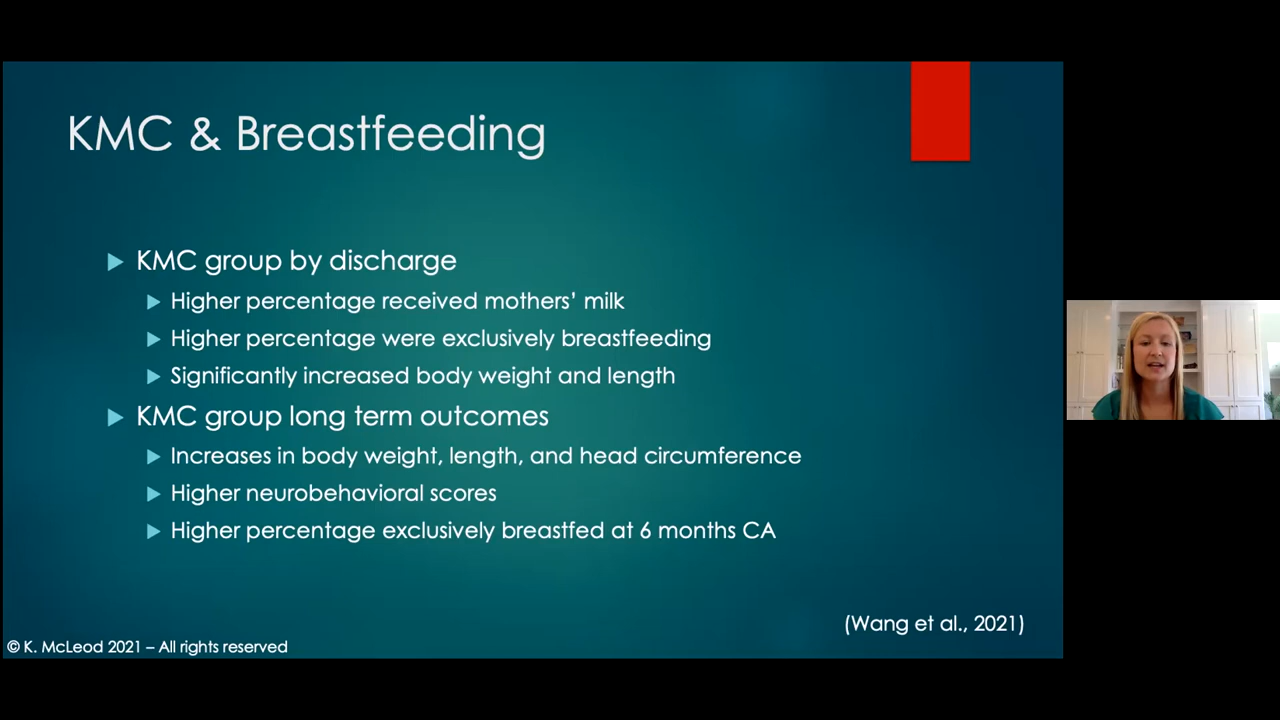 KMC & Breastfeeding
KMC group by discharge
Higher percentage received mothers’ milk
Higher percentage were exclusively breastfeeding
Significantly increased body weight and length
KMC group long term outcomes
Increases in body weight, length, and head circumference
Higher neurobehavioral scores
Higher percentage exclusively breastfed at 6 months CA
(Wang et al., 2021)
© K. McLeod 2021 – All rights reserved